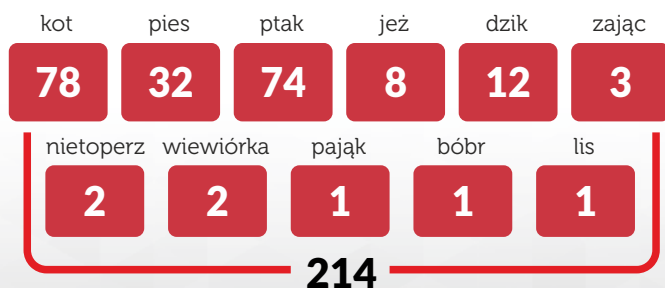 kot pies ptak jeż dzik zając
78 32 74 8 12 3
nietoperz wiewiórka pająk bóbr lis
2 2 1 1 1
214